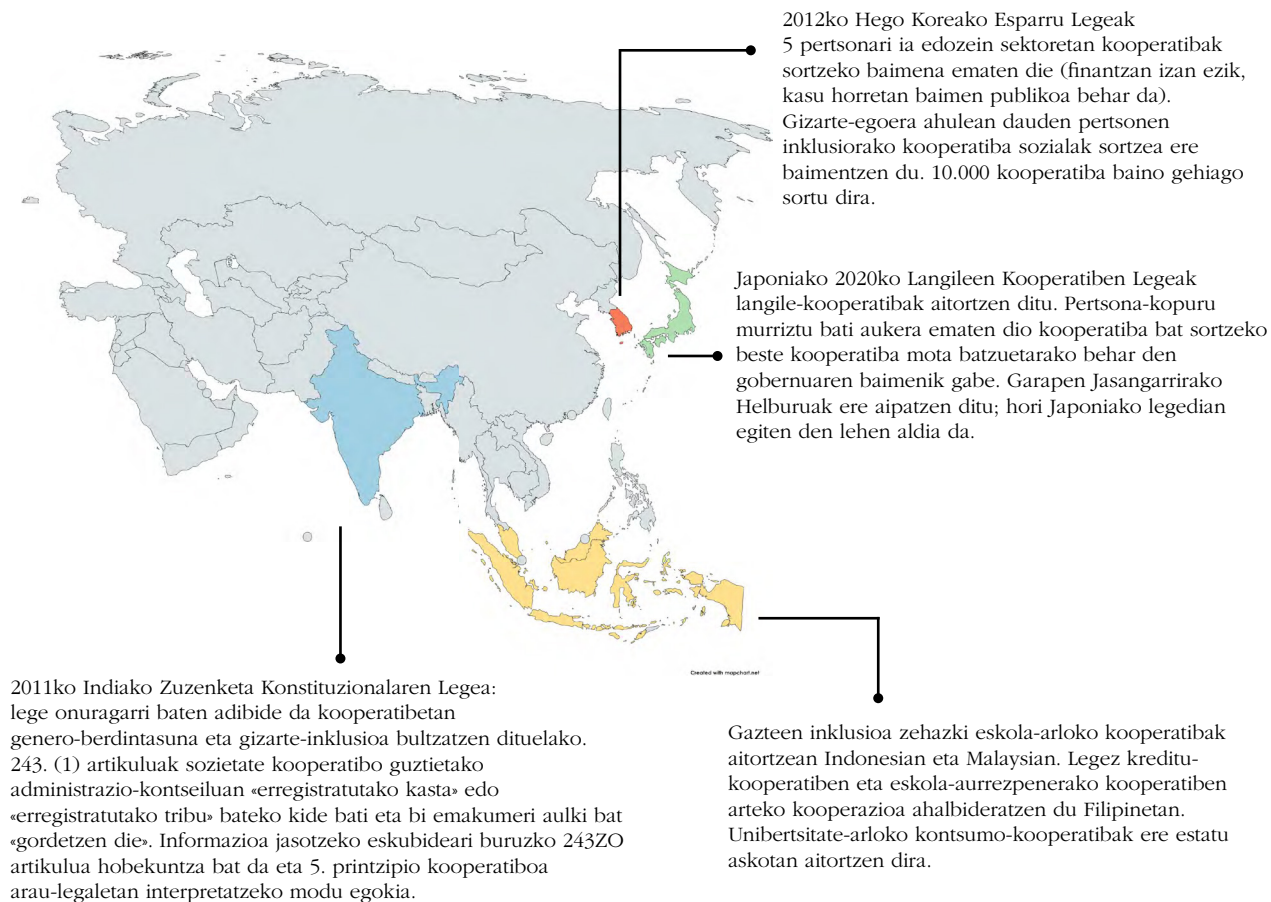 2012ko Hego Koreako Esparru Legeak
5 pertsonari ia edozein sektoretan kooperatibak
sortzeko baimena ematen die (finantzan izan ezik,
kasu horretan baimen publikoa behar da).
Gizarte-egoera ahulean dauden pertsonen
inklusiorako kooperatiba sozialak sortzea ere
baimentzen du. 10.000 kooperatiba baino gehiago
sortu dira.
Japoniako 2020ko Langileen Kooperatiben Legeak
langile-kooperatibak aitortzen ditu. Pertsona-kopuru
murriztu bati aukera ematen dio kooperatiba bat sortzeko
beste kooperatiba mota batzuetarako behar den
gobernuaren baimenik gabe. Garapen Jasangarrirako
Helburuak ere aipatzen ditu; hori Japoniako legedian
egiten den lehen aldia da.
Created with mapchart.net
2011ko Indiako Zuzenketa Konstituzionalaren Legea:
lege onuragarri baten adibide da kooperatibetan
genero-berdintasuna eta gizarte-inklusioa bultzatzen dituelako.
243. (1) artikuluak sozietate kooperatibo guztietako
administrazio-kontseiluan «erregistratutako kasta» edo
«erregistratutako tribu» bateko kide bati eta bi emakumeri aulki bat
«gordetzen die». Informazioa jasotzeko eskubideari buruzko 243ZO
artikulua hobekuntza bat da eta 5. printzipio kooperatiboa
arau-legaletan interpretatzeko modu egokia.
Gazteen inklusioa zehazki eskola-arloko kooperatibak
aitortzean Indonesian eta Malaysian. Legez kreditu-
kooperatiben eta eskola-aurrezpenerako kooperatiben
arteko kooperazioa ahalbideratzen du Filipinetan.
Unibertsitate-arloko kontsumo-kooperatibak ere estatu
askotan aitortzen dira.